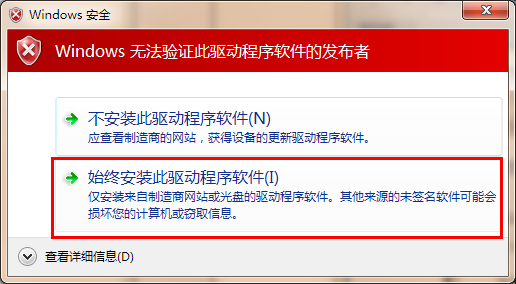 Windows 安全
Windows 无法验证此驱动程序软件的发布者
不安装此驱动程序软件(N)
应查看制造商的网站，获得设备的更新驱动程序软件。
始终安装此驱动程序软件(I)
仅安装来自制造商网站或光盘的驱动程序软件。其他来源的未签名软件可能会
损坏您的计算机或窃取信息。
查看详细信息(D)